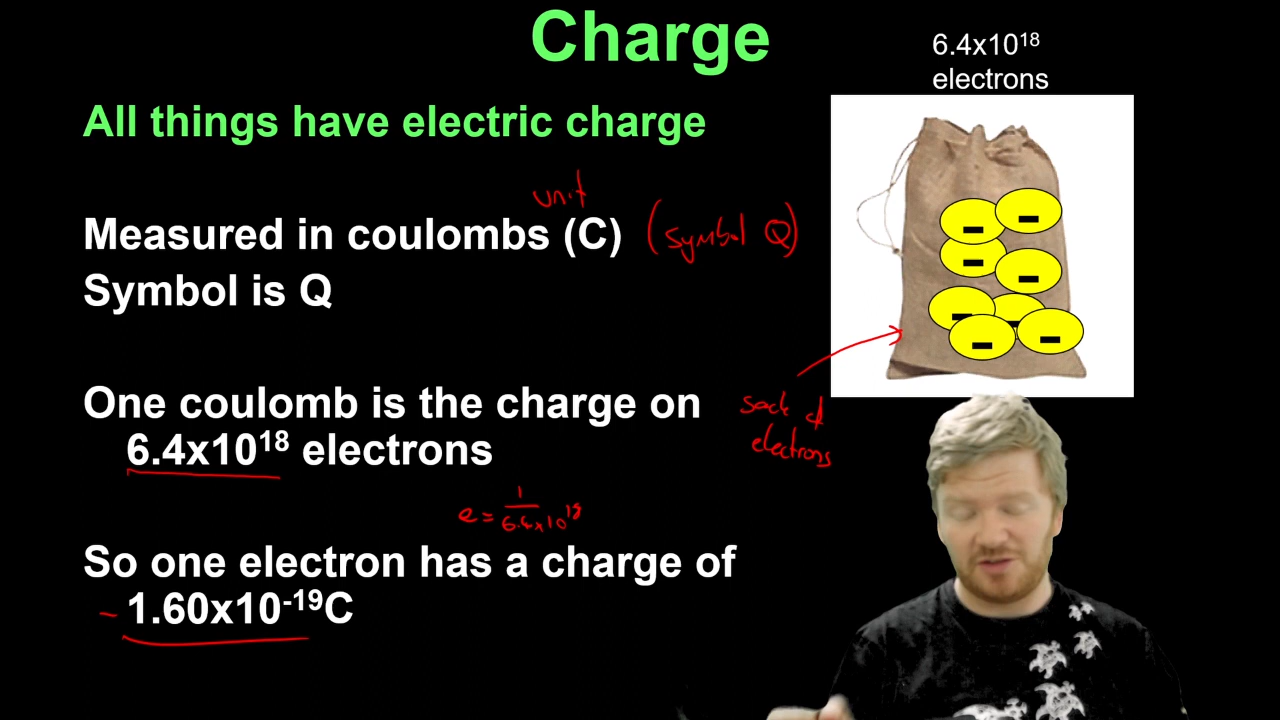 Charge
6.4x10¹⁸
electrons
All things have electric charge
unit
Measured in coulombs (C) (symbol Q)
Symbol is Q
One coulomb is the charge on
6.4x10¹⁸ electrons
sack of
electrons
e = 1/6.4x10¹⁸
So one electron has a charge of
- 1.60x10⁻¹⁹C